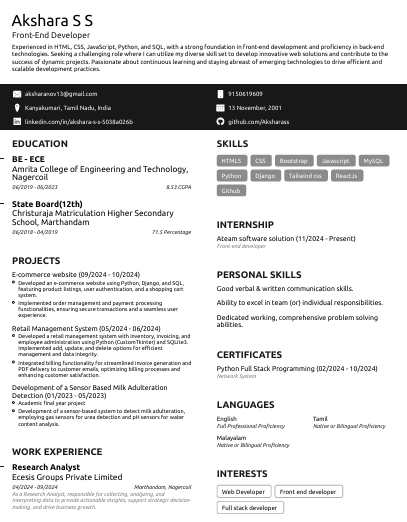 Akshara S S
Front-End Developer
Experienced in HTML, CSS, JavaScript, Python, and SQL, with a strong foundation in front-end development and proficiency in back-end
technologies. Seeking a challenging role where I can utilize my diverse skill set to develop innovative web solutions and contribute to the
success of dynamic projects. Passionate about continuous learning and staying abreast of emerging technologies to drive efficient and
scalable development.
aksharanov13@gmail.com
9150619609
Kanyakumari, Tamil Nadu, India
13 November, 2001
linkedin.com/in/akshara-s-s-5038a026b
github.com/Aksharass
EDUCATION
BE - ECE
Amrita College of Engineering and Technology,
Nagercoil
06/2019 - 06/2023
8.53 CGPA
State Board(12th)
Christuraja Matriculation Higher Secondary
School, Marthandam
06/2018 - 04/2019
71.5 Percentage
PROJECTS
E-commerce website (09/2024 - 10/2024)
Developed an e-commerce website using Python, Django, and SQL,
featuring product listings, user authentication, and a shopping cart
system.
Implemented order management and payment processing
functionalities, ensuring secure transactions and a seamless user
experience.
Retail Management System (05/2024 - 06/2024)
Developed a retail management system with inventory, invoicing, and
employee administration using Python (CustomTkinter) and SQLite3.
Implemented add, update, and delete options for efficient
management and data integrity.
Integrated billing functionality for streamlined invoice generation and
PDF delivery to customer emails, optimizing billing processes and
enhancing customer satisfaction.
Development of a Sensor Based Milk Adulteration
Detection (01/2023 - 05/2023)
Academic final year project
Development of a sensor-based system to detect milk adulteration,
employing gas sensors for urea detection and pH sensors for water
content analysis.
WORK EXPERIENCE
Research Analyst
Ecesis Groups Private Limited
04/2024 - 09/2024
Marthandam, Nagercoil
As a Research Analyst, responsible for collecting, analyzing, and
interpreting data to provide actionable insights, support strategic decision-
making, and drive business growth.
SKILLS
HTML5 CSS Bootstrap Javascript MySQL
Python Django Tailwind css ReactJs
Github
INTERNSHIP
Ateam software solution (11/2024 - Present)
Front-end developer
PERSONAL SKILLS
Good verbal & written communication skills.
Ability to excel in team (or) individual responsibilities.
Dedicated working, comprehensive problem solving
abilities.
CERTIFICATES
Python Full Stack Programming (02/2024 - 10/2024)
Network System
LANGUAGES
English
Full Professional Proficiency
Tamil
Native or Bilingual Proficiency
Malayalam
Native or Bilingual Proficiency
INTERESTS
Web Developer Front end developer
Full stack developer